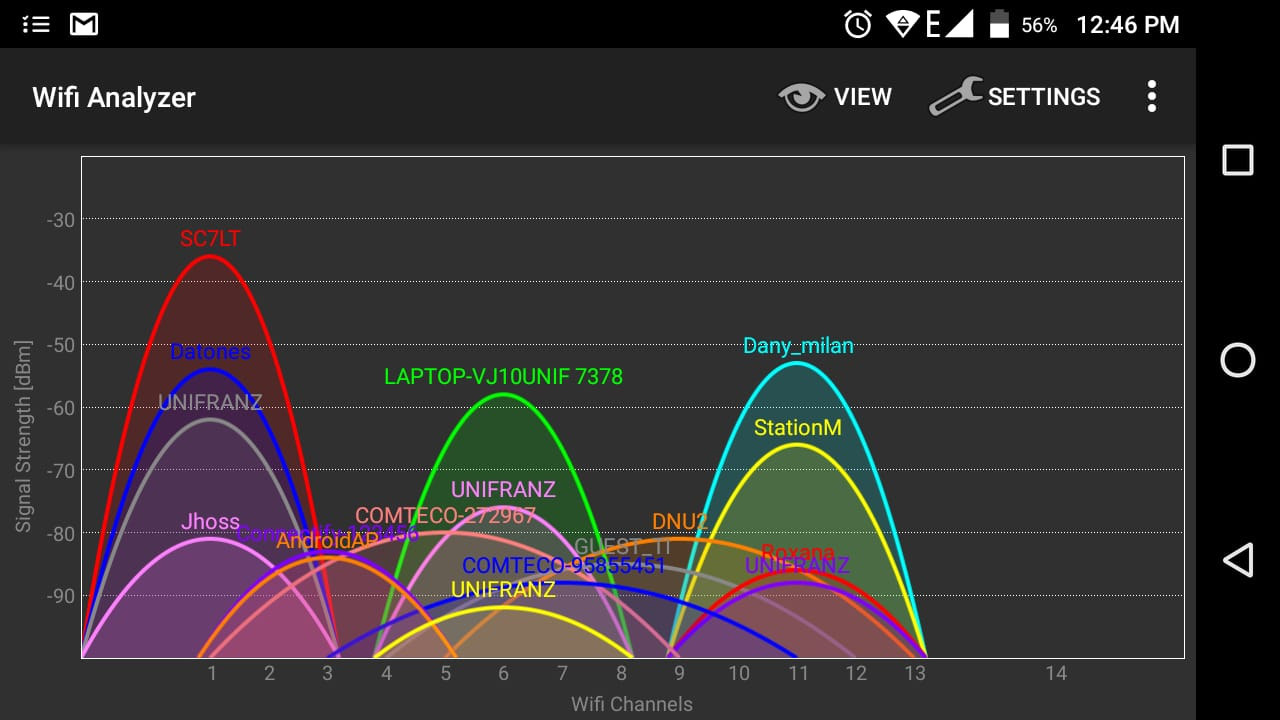 E 56% 12:46 PM
Wifi Analyzer VIEW SETTINGS
Signal Strength [dBm]
-30
-40
-50
-60
-70
-80
-90
SC7LT
Dany_milan
Datones
LAPTOP-VJ10UNIF 7378
UNIFRANZ
StationM
UNIFRANZ
COMTECO-272967
Jhoss
DNU2
AndroidAP
Roxana
COMTECO-95855451
UNIFRANZ
UNIFRANZ
1 2 3 4 5 6 7 8 9 10 11 12 13 14
Wifi Channels